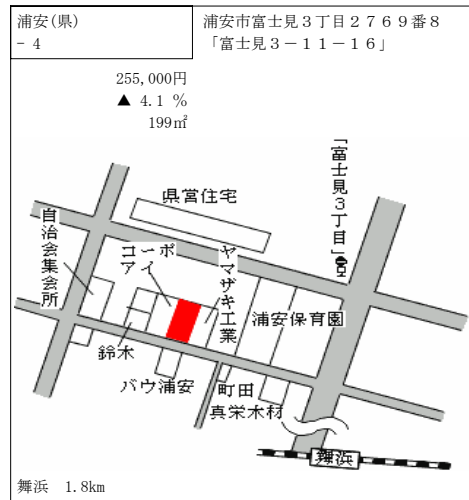 浦安(県)
- 4
浦安市富士見３丁目２７６９番８
「富士見３－１１－１６」
255,000円
▲ 4.1 %
199㎡
「富士見３丁目」
県営住宅
自治会集会所
コーポ
アイ
ヤマザキ工業
浦安保育園
鈴木
バウ浦安
町田
真栄木材
舞浜
舞浜 1.8km